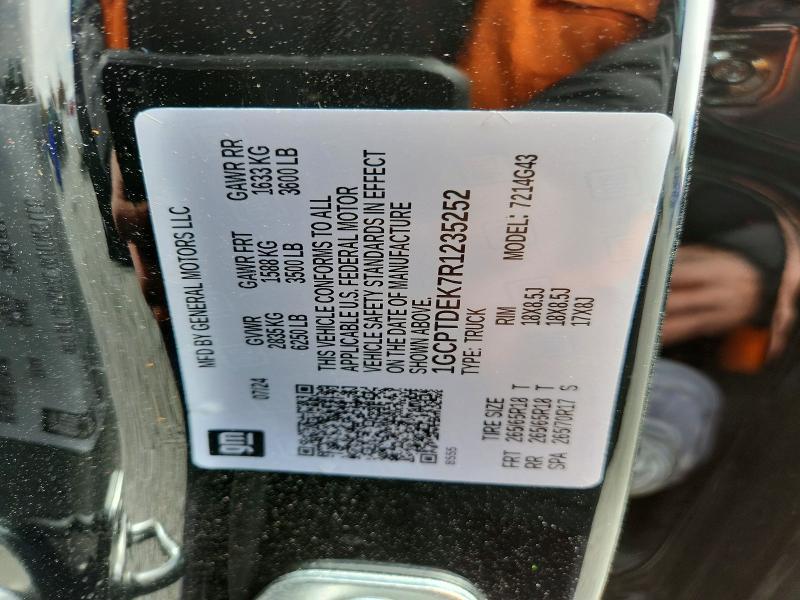 MFD BY GENERAL MOTORS LLC
gm
07/24
GVWR GAWR FRT GAWR RR
2835 KG 1588 KG 1633 KG
6250 LB 3500 LB 3600 LB
THIS VEHICLE CONFORMS TO ALL
APPLICABLE U.S. FEDERAL MOTOR
VEHICLE SAFETY STANDARDS IN EFFECT
ON THE DATE OF MANUFACTURE
SHOWN ABOVE.
1GCPTDEK7R1235252
8555
TYPE: TRUCK MODEL: 7214G43
TIRE SIZE RIM
FRT 265/65R18 T 18X8.5J
RR 265/65R18 T 18X8.5J
SPA 265/70R17 S 17X8J